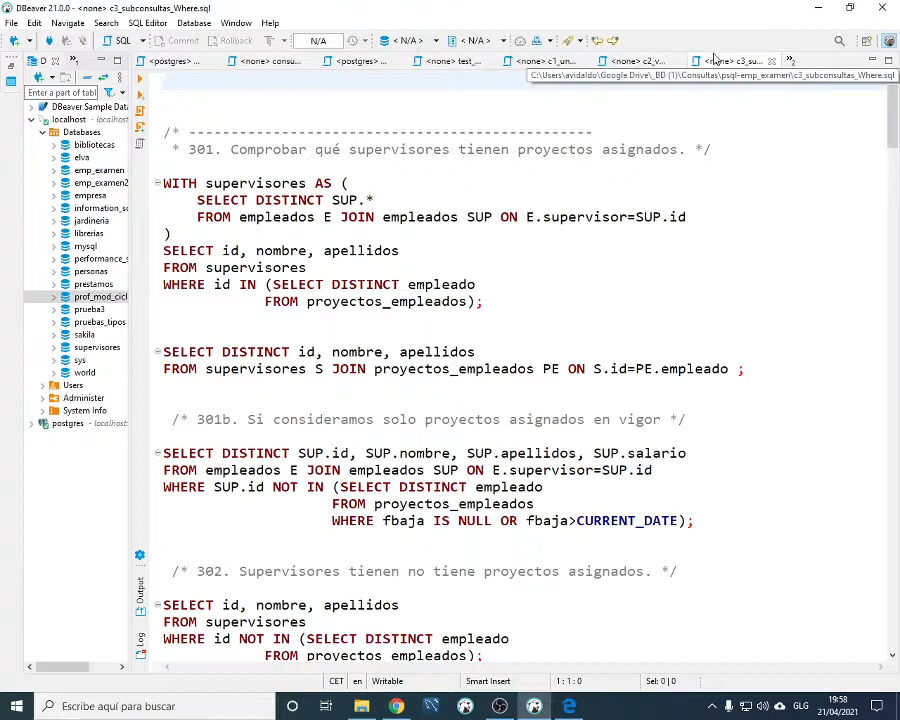 DBeaver 21.0.0 - <none> c3_subconsultas_Where.sql
File Edit Navigate Search SQL Editor Database Window Help
SQL Commit Rollback N/A < N/A > < N/A >
D »1 *<postgres> ... *<none> consu... *<postgres> ... *<none> test_... *<none> c1_un... *<none> c2_v... *<none> c3_su... »2
C:\Users\avidaldo\Google Drive\_BD (1)\Consultas\psql-emp_examen\c3_subconsultas_Where.sql
Enter a part of tabl
DBeaver Sample Data
localhost
Databases
bibliotecas
elva
emp_examen
emp_examen2
empresa
information_sc
jardineria
librerias
mysql
performance_s
personas
prestamos
prof_mod_cicl
prueba3
pruebas_tipos
sakila
supervisores
sys
world
Users
Administer
System Info
postgres - localhost:
/* ------------------------------------------------
* 301. Comprobar qué supervisores tienen proyectos asignados. */
WITH supervisores AS (
SELECT DISTINCT SUP.*
FROM empleados E JOIN empleados SUP ON E.supervisor=SUP.id
)
SELECT id, nombre, apellidos
FROM supervisores
WHERE id IN (SELECT DISTINCT empleado
FROM proyectos_empleados);
SELECT DISTINCT id, nombre, apellidos
FROM supervisores S JOIN proyectos_empleados PE ON S.id=PE.empleado ;
/* 301b. Si consideramos solo proyectos asignados en vigor */
SELECT DISTINCT SUP.id, SUP.nombre, SUP.apellidos, SUP.salario
FROM empleados E JOIN empleados SUP ON E.supervisor=SUP.id
WHERE SUP.id NOT IN (SELECT DISTINCT empleado
FROM proyectos_empleados
WHERE fbaja IS NULL OR fbaja>CURRENT_DATE);
/* 302. Supervisores tienen no tiene proyectos asignados. */
SELECT id, nombre, apellidos
FROM supervisores
WHERE id NOT IN (SELECT DISTINCT empleado
FROM proyectos_empleados);
Output
Log
CET en Writable Smart Insert 1 : 1 : 0 Sel: 0 | 0
Escribe aquí para buscar
GLG
19:58
21/04/2021